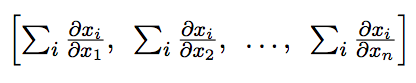 [∑ᵢ ∂xᵢ/∂x₁, ∑ᵢ ∂xᵢ/∂x₂, …, ∑ᵢ ∂xᵢ/∂xₙ]